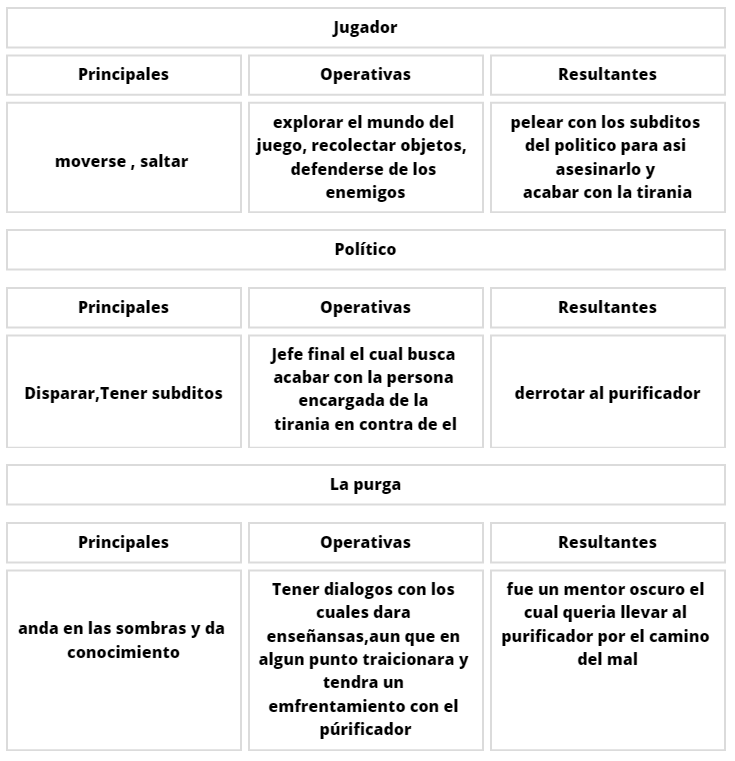 Jugador
Principales
Operativas
Resultantes
moverse , saltar
explorar el mundo del
juego, recolectar objetos,
defenderse de los
enemigos
pelear con los subditos
del politico para asi
asesinarlo y
acabar con la tirania
Político
Principales
Operativas
Resultantes
Disparar,Tener subditos
Jefe final el cual busca
acabar con la persona
encargada de la
tirania en contra de el
derrotar al purificador
La purga
Principales
Operativas
Resultantes
anda en las sombras y da
conocimiento
Tener dialogos con los
cuales dara
enseñansas,aun que en
algun punto traicionara y
tendra un
emfrentamiento con el
púrificador
fue un mentor oscuro el
cual queria llevar al
purificador por el camino
del mal